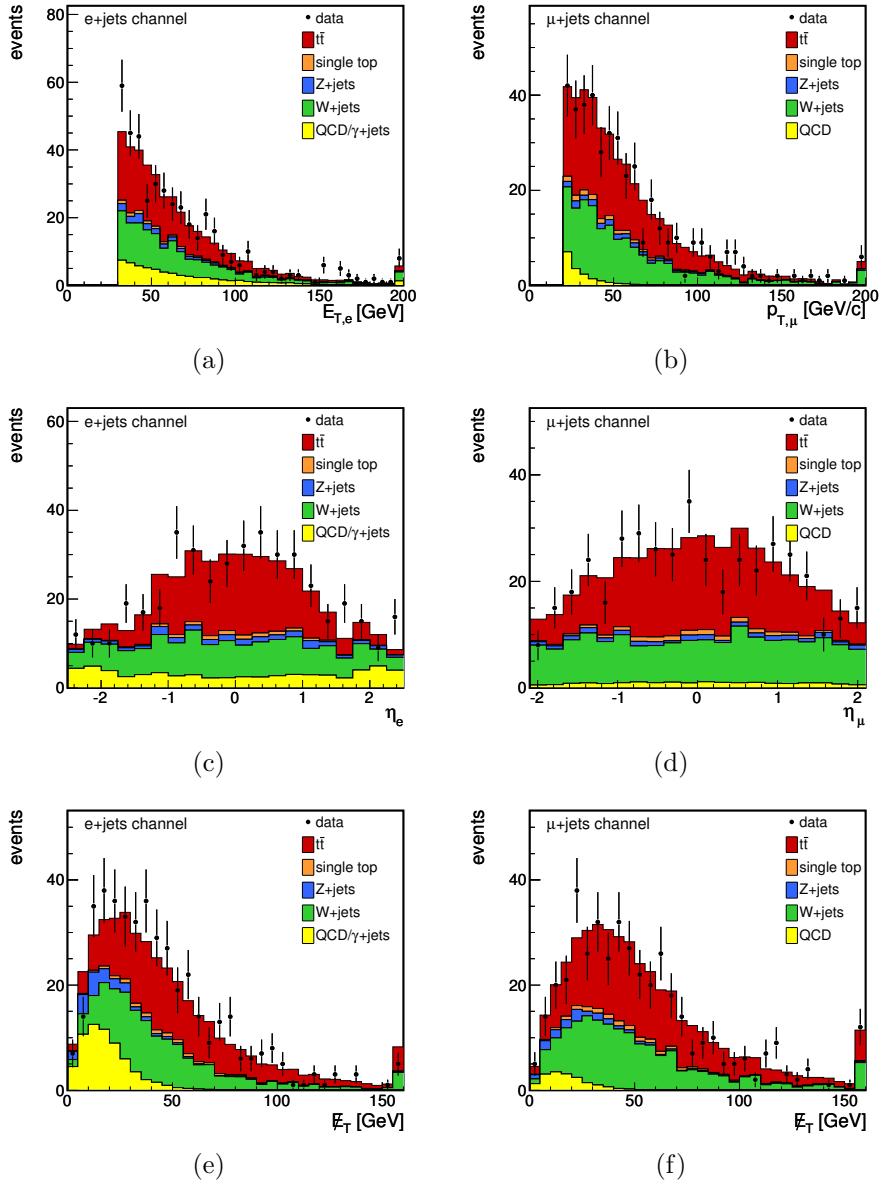 events
80
60
40
20
0
e+jets channel
data
tt̄
single top
Z+jets
W+jets
QCD/γ+jets
0 50 100 150 200
E_T,e [GeV]
(a)
events
40
20
0
μ+jets channel
data
tt̄
single top
Z+jets
W+jets
QCD
0 50 100 150 200
p_T,μ [GeV/c]
(b)
events
60
40
20
0
e+jets channel
data
tt̄
single top
Z+jets
W+jets
QCD/γ+jets
-2 -1 0 1 2
η_e
(c)
events
40
20
0
μ+jets channel
data
tt̄
single top
Z+jets
W+jets
QCD
-2 -1 0 1 2
η_μ
(d)
events
40
20
0
e+jets channel
data
tt̄
single top
Z+jets
W+jets
QCD/γ+jets
0 50 100 150
E̸_T [GeV]
(e)
events
40
20
0
μ+jets channel
data
tt̄
single top
Z+jets
W+jets
QCD
0 50 100 150
E̸_T [GeV]
(f)